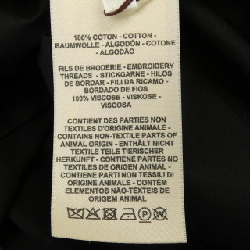 100% COTON - COTTON -
BAUMWOLLE - ALGODÓN - COTONE
- ALGODÃO
FILS DE BRODERIE - EMBROIDERY
THREADS - STICKGARNE - HILOS
DE BORDAR - FILI DA RICAMO -
BORDADO DE FIOS
100% VISCOSE - VISKOSE -
VISCOSA
CONTIENT DES PARTIES NON
TEXTILES D'ORIGINE ANIMALE -
CONTAINS NON-TEXTILE PARTS OF
ANIMAL ORIGIN - ENTHÄLT NICHT
TEXTILE TEILE TIERISCHER
HERKUNFT - CONTIENE PARTES
NO TEXTILES DE ORIGEN ANIMAL -
CONTIENE PARTI NON TESSILI DI
ORIGINE ANIMALE - CONTÉM
ELEMENTOS NÃO-TÊXTEIS DE
ORIGEM ANIMAL